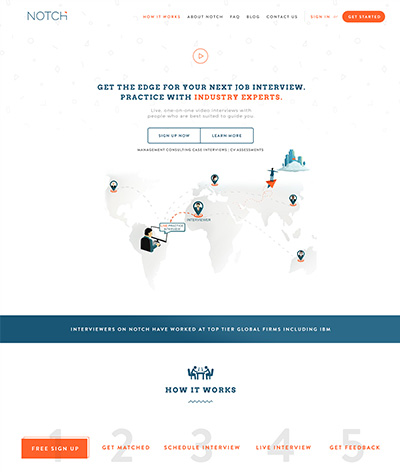 NOTCH
HOW IT WORKS ABOUT NOTCH FAQ BLOG CONTACT US SIGN IN GET STARTED
GET THE EDGE FOR YOUR NEXT JOB INTERVIEW.
PRACTICE WITH INDUSTRY EXPERTS.
Live, one-on-one video interviews with
people who are best suited to guide you
SIGN UP NOW LEARN MORE
MANAGEMENT CONSULTING CASE INTERVIEWS | CV ASSESSMENTS
INTERVIEWER
INTERVIEWERS ON NOTCH HAVE WORKED AT TOP TIER GLOBAL FIRMS INCLUDING IBM
HOW IT WORKS
1 2 3 4 5
FREE SIGN UP GET MATCHED SCHEDULE INTERVIEW LIVE INTERVIEW GET FEEDBACK